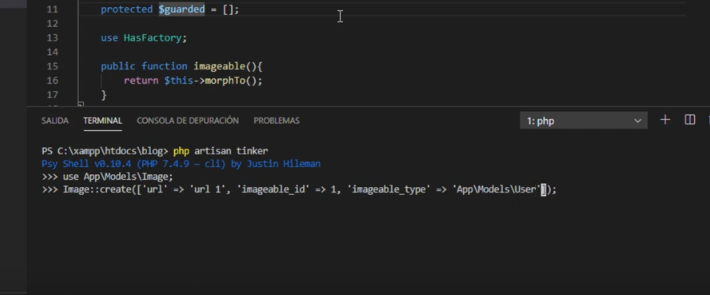 11 protected $guarded = [];
12
13 use HasFactory;
14
15 public function imageable(){
16 return $this->morphTo();
17 }
SALIDA TERMINAL CONSOLA DE DEPURACIÓN PROBLEMAS 1: php
PS C:\xampp\htdocs\blog> php artisan tinker
Psy Shell v0.10.4 (PHP 7.4.9 — cli) by Justin Hileman
>>> use App\Models\Image;
>>> Image::create(['url' => 'url 1', 'imageable_id' => 1, 'imageable_type' => 'App\Models\User']);